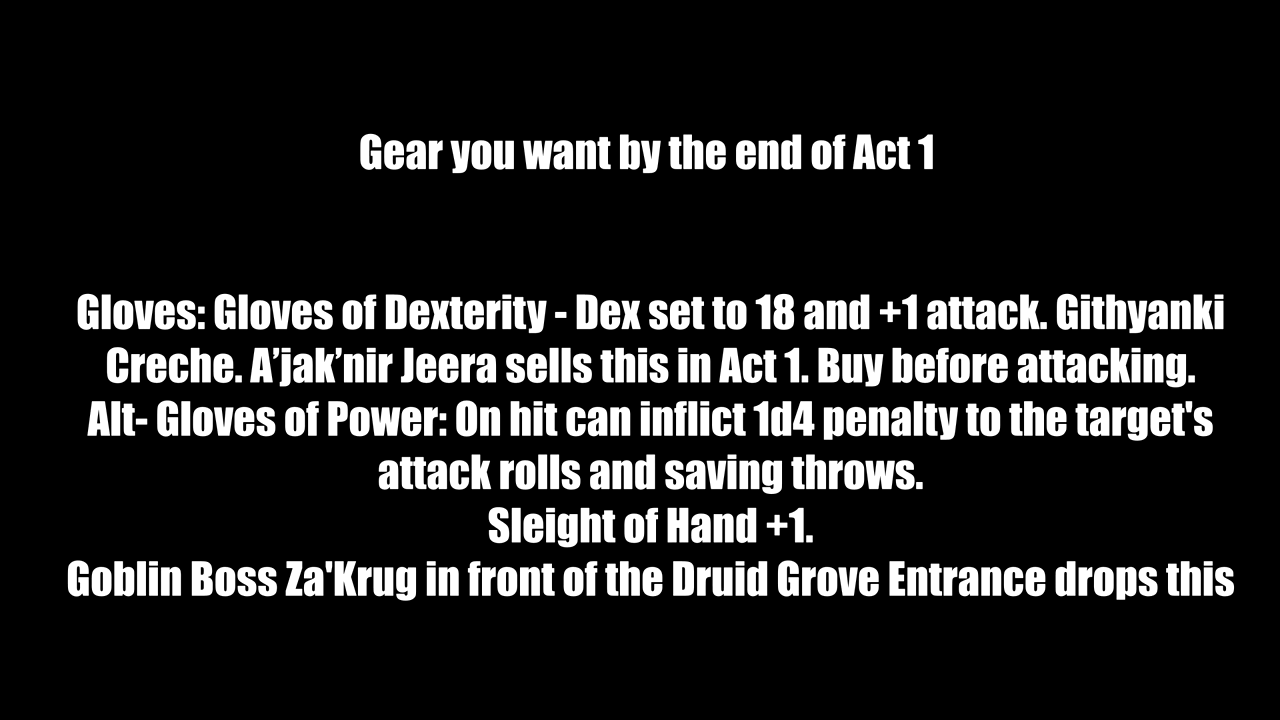 Gear you want by the end of Act 1
Gloves: Gloves of Dexterity - Dex set to 18 and +1 attack. Githyanki
Creche. A’jak’nir Jeera sells this in Act 1. Buy before attacking.
Alt- Gloves of Power: On hit can inflict 1d4 penalty to the target's
attack rolls and saving throws.
Sleight of Hand +1.
Goblin Boss Za'Krug in front of the Druid Grove Entrance drops this